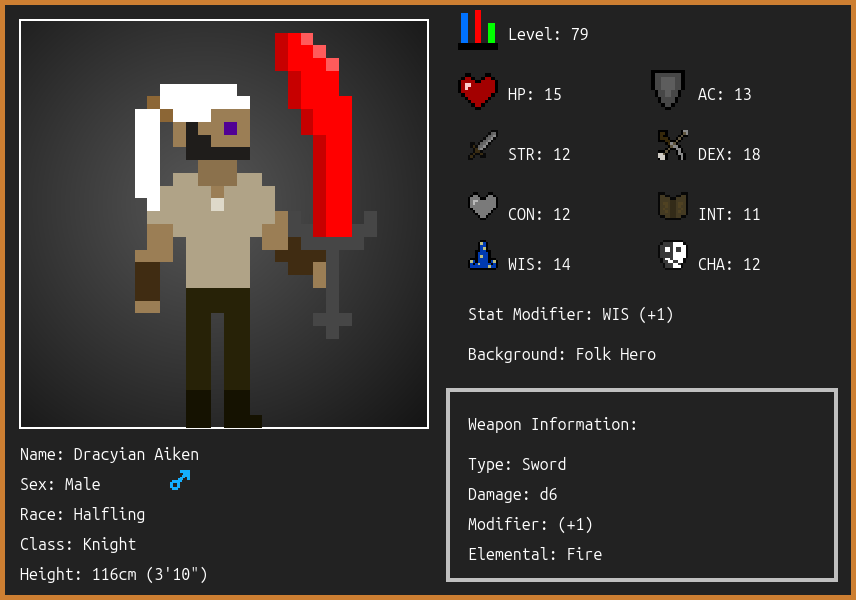 Level: 79
HP: 15
AC: 13
STR: 12
DEX: 18
CON: 12
INT: 11
WIS: 14
CHA: 12
Stat Modifier: WIS (+1)
Background: Folk Hero
Weapon Information:
Type: Sword
Damage: d6
Modifier: (+1)
Elemental: Fire
Name: Dracyian Aiken
Sex: Male
Race: Halfling
Class: Knight
Height: 116cm (3'10")